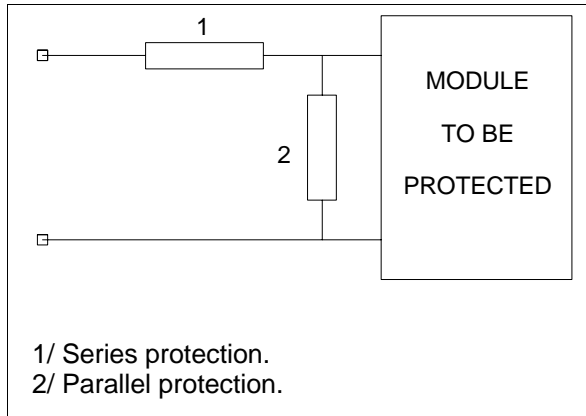 1
2
MODULE
TO BE
PROTECTED
1/ Series protection.
2/ Parallel protection.